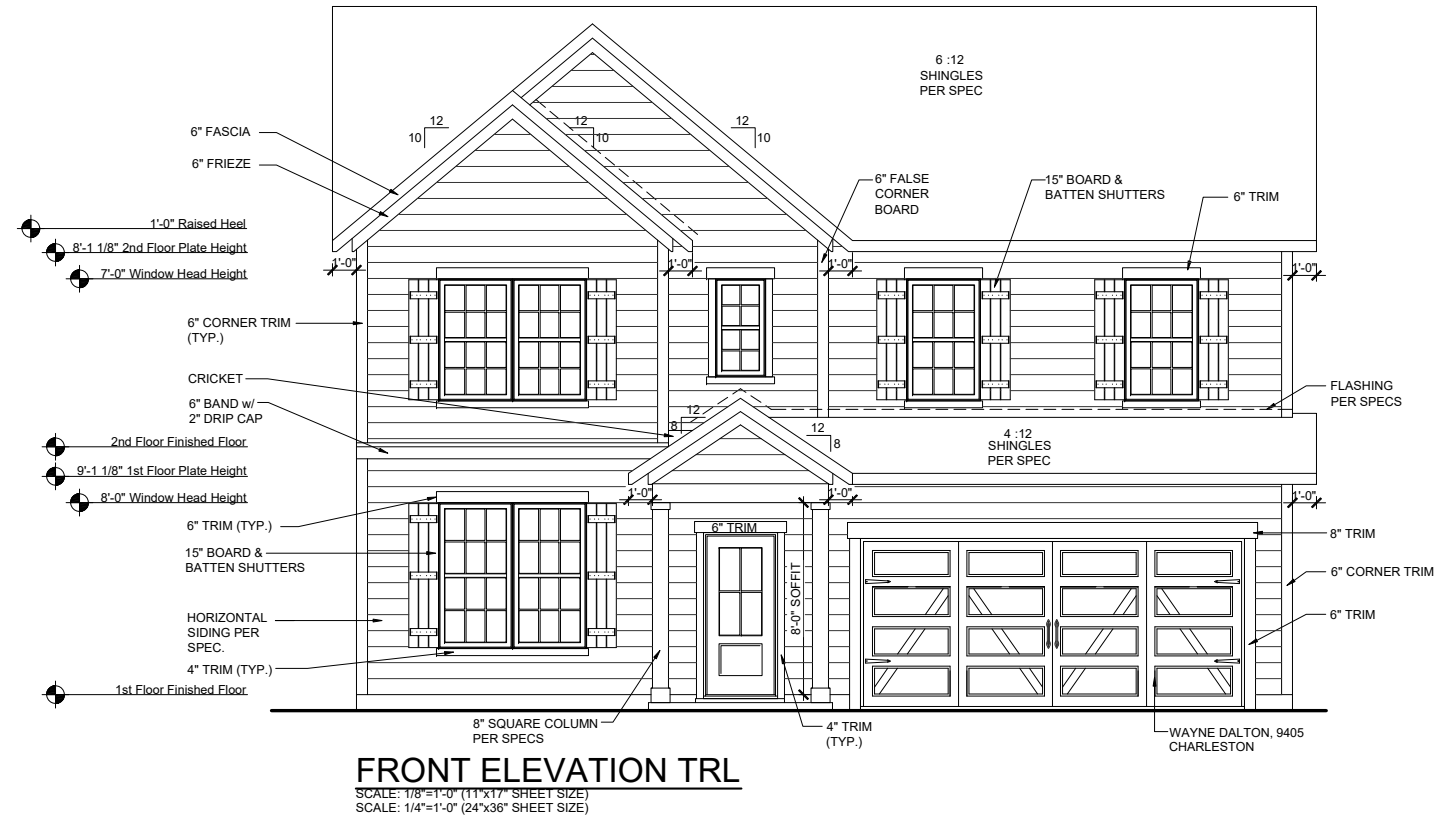 6 :12
SHINGLES
PER SPEC
12
10
12
10
12
10
6" FASCIA
6" FRIEZE
6" FALSE
CORNER
BOARD
15" BOARD &
BATTEN SHUTTERS
6" TRIM
1'-0" Raised Heel
8'-1 1/8" 2nd Floor Plate Height
7'-0" Window Head Height
1'-0"
1'-0"
1'-0"
1'-0"
6" CORNER TRIM
(TYP.)
CRICKET
6" BAND w/
2" DRIP CAP
FLASHING
PER SPECS
12
8
12
8
4 :12
SHINGLES
PER SPEC
2nd Floor Finished Floor
9'-1 1/8" 1st Floor Plate Height
8'-0" Window Head Height
1'-0"
1'-0"
1'-0"
6" TRIM (TYP.)
6" TRIM
8" TRIM
15" BOARD &
BATTEN SHUTTERS
8'-0" SOFFIT
6" CORNER TRIM
6" TRIM
HORIZONTAL
SIDING PER
SPEC.
4" TRIM (TYP.)
1st Floor Finished Floor
8" SQUARE COLUMN
PER SPECS
4" TRIM
(TYP.)
WAYNE DALTON, 9405
CHARLESTON
FRONT ELEVATION TRL
SCALE: 1/8"=1'-0" (11"x17" SHEET SIZE)
SCALE: 1/4"=1'-0" (24"x36" SHEET SIZE)